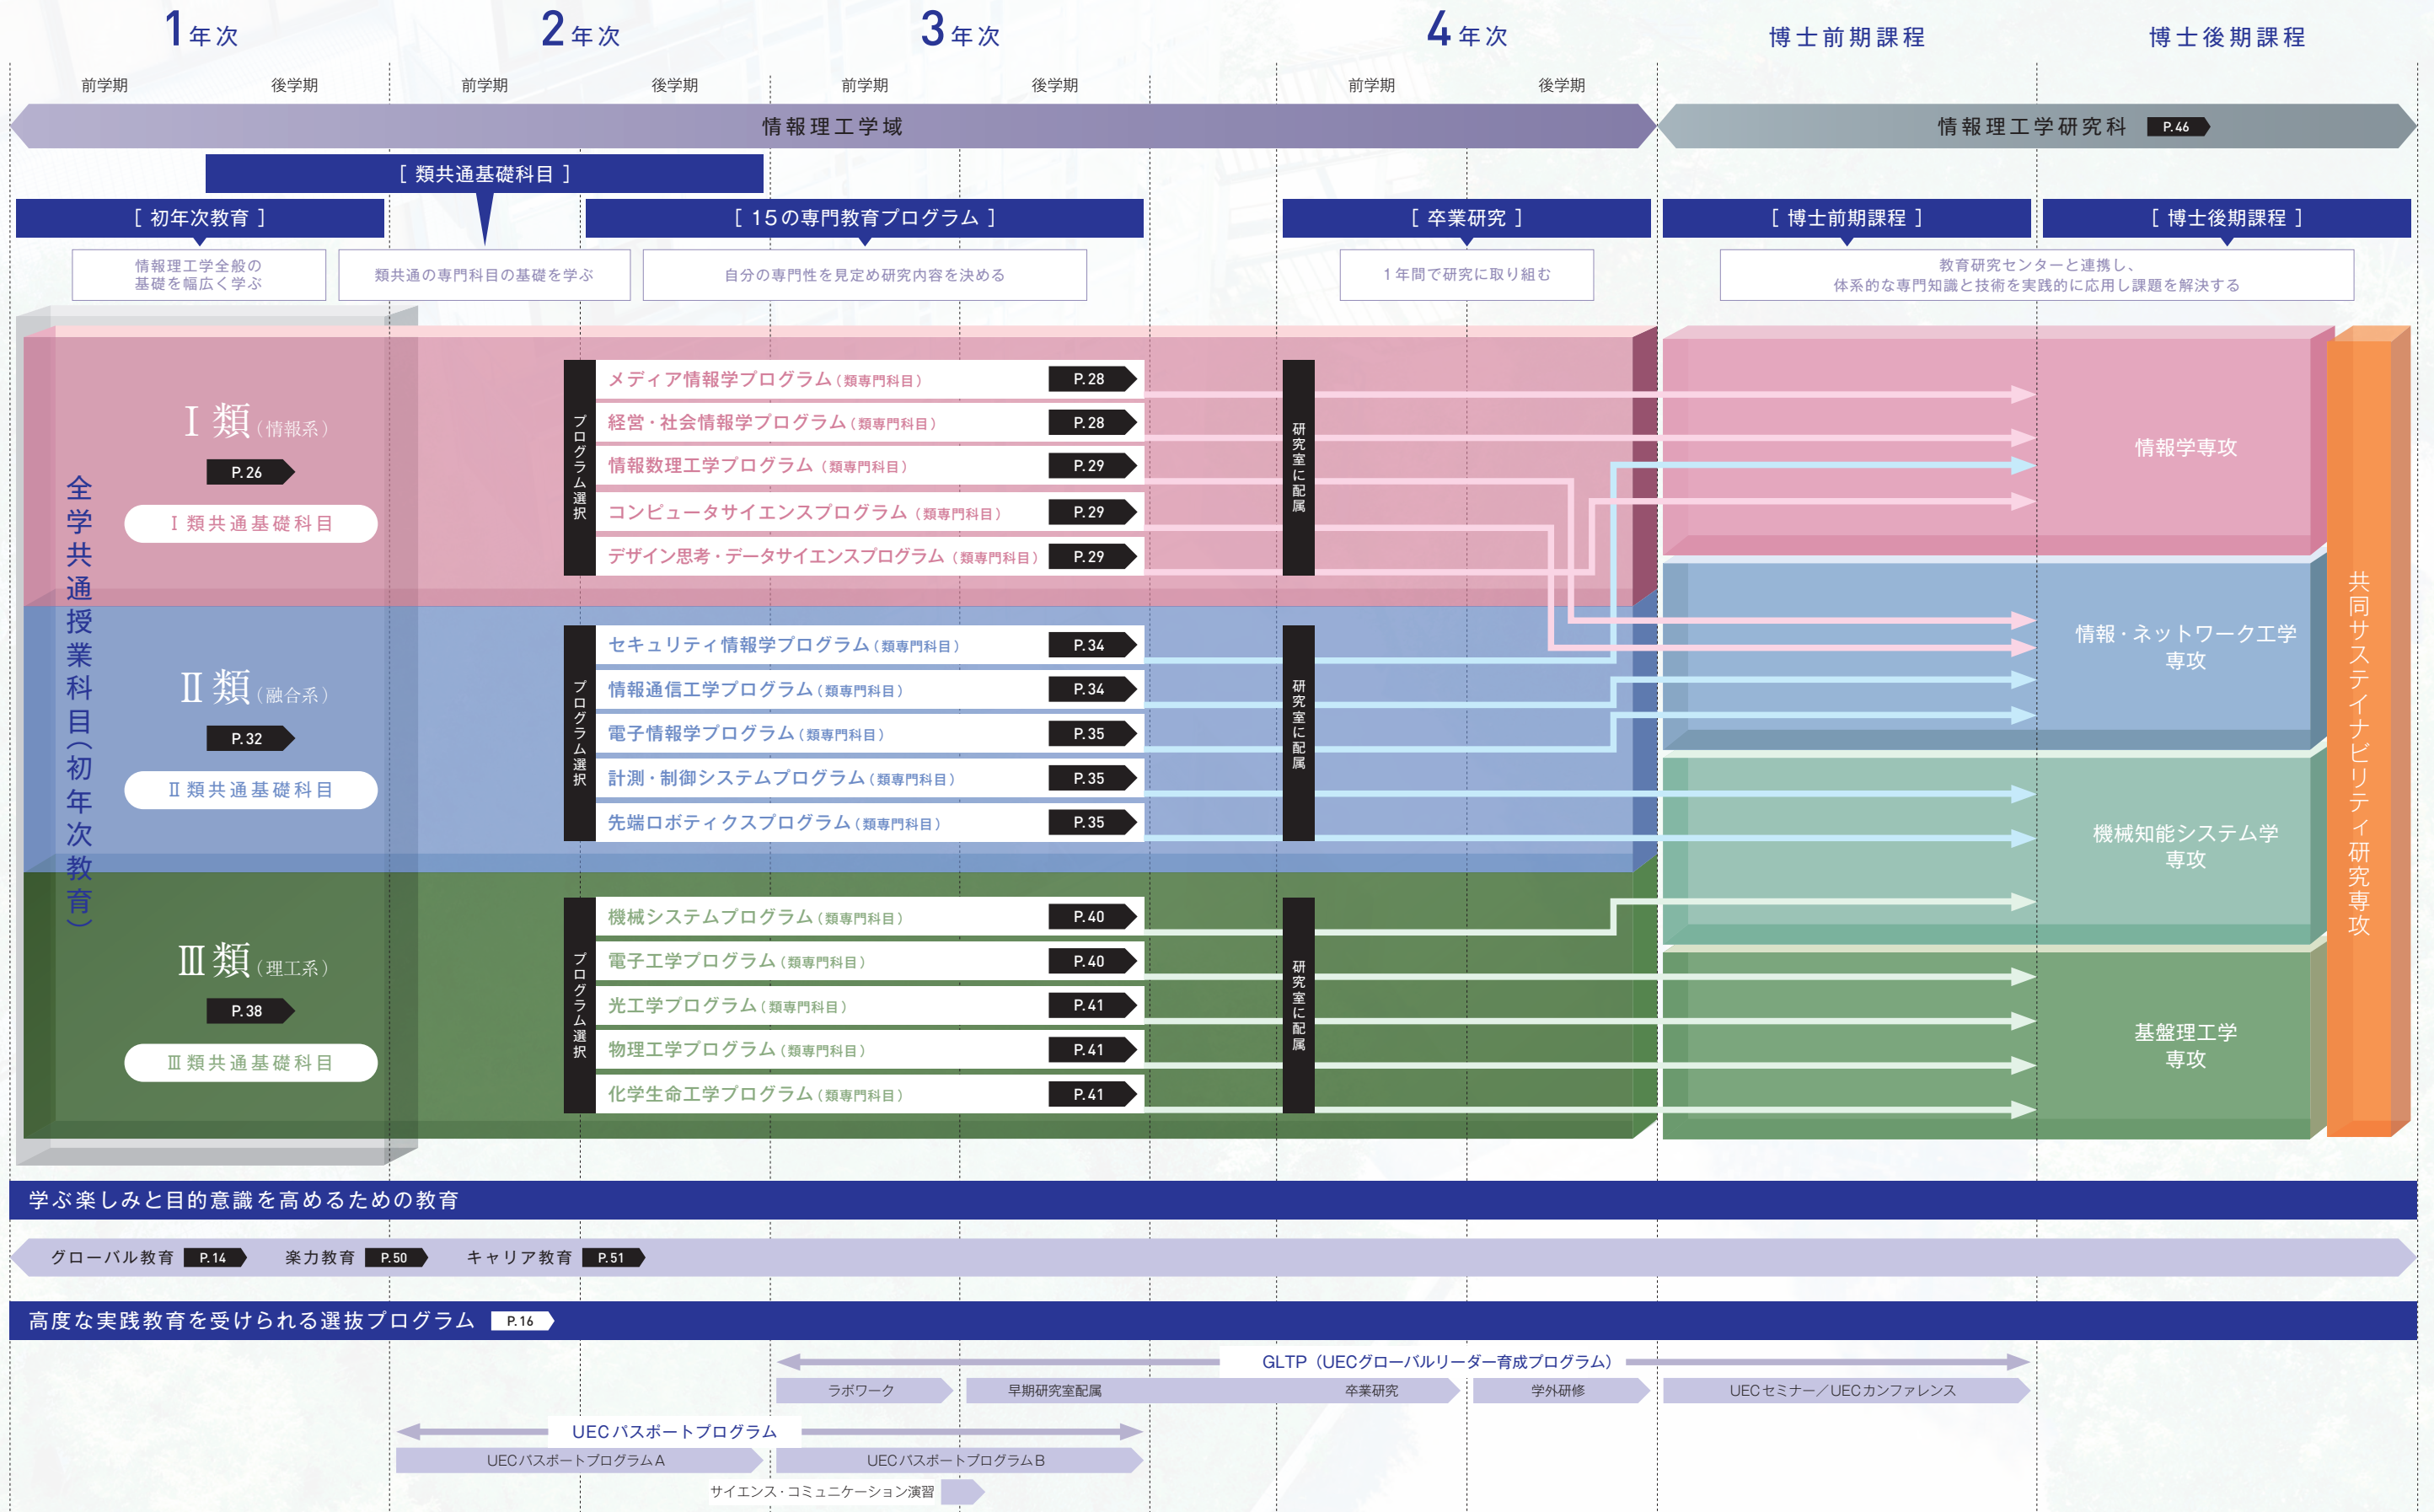 1年次
2年次
3年次
4年次
博士前期課程
博士後期課程
前学期
後学期
前学期
後学期
前学期
後学期
前学期
後学期
情報理工学域
情報理工学研究科 P.46
[ 類共通基礎科目 ]
[ 初年次教育 ]
[ 15の専門教育プログラム ]
[ 卒業研究 ]
[ 博士前期課程 ]
[ 博士後期課程 ]
情報理工学全般の
基礎を幅広く学ぶ
類共通の専門科目の基礎を学ぶ
自分の専門性を見定め研究内容を決める
1年間で研究に取り組む
教育研究センターと連携し、
体系的な専門知識と技術を実践的に応用し課題を解決する
全学共通授業科目（初年次教育）
Ⅰ類（情報系）
P.26
Ⅰ類共通基礎科目
プログラム選択
メディア情報学プログラム（類専門科目） P.28
経営・社会情報学プログラム（類専門科目） P.28
情報数理工学プログラム（類専門科目） P.29
コンピュータサイエンスプログラム（類専門科目） P.29
デザイン思考・データサイエンスプログラム（類専門科目） P.29
研究室に配属
情報学専攻
Ⅱ類（融合系）
P.32
Ⅱ類共通基礎科目
プログラム選択
セキュリティ情報学プログラム（類専門科目） P.34
情報通信工学プログラム（類専門科目） P.34
電子情報学プログラム（類専門科目） P.35
計測・制御システムプログラム（類専門科目） P.35
先端ロボティクスプログラム（類専門科目） P.35
研究室に配属
情報・ネットワーク工学
専攻
機械知能システム学
専攻
Ⅲ類（理工系）
P.38
Ⅲ類共通基礎科目
プログラム選択
機械システムプログラム（類専門科目） P.40
電子工学プログラム（類専門科目） P.40
光工学プログラム（類専門科目） P.41
物理工学プログラム（類専門科目） P.41
化学生命工学プログラム（類専門科目） P.41
研究室に配属
基盤理工学
専攻
共同サステイナビリティ研究専攻
学ぶ楽しみと目的意識を高めるための教育
グローバル教育 P.14 楽力教育 P.50 キャリア教育 P.51
高度な実践教育を受けられる選抜プログラム P.16
GLTP（UECグローバルリーダー育成プログラム）
ラボワーク
早期研究室配属
卒業研究
学外研修
UECセミナー／UECカンファレンス
UECパスポートプログラム
UECパスポートプログラムA
UECパスポートプログラムB
サイエンス・コミュニケーション演習